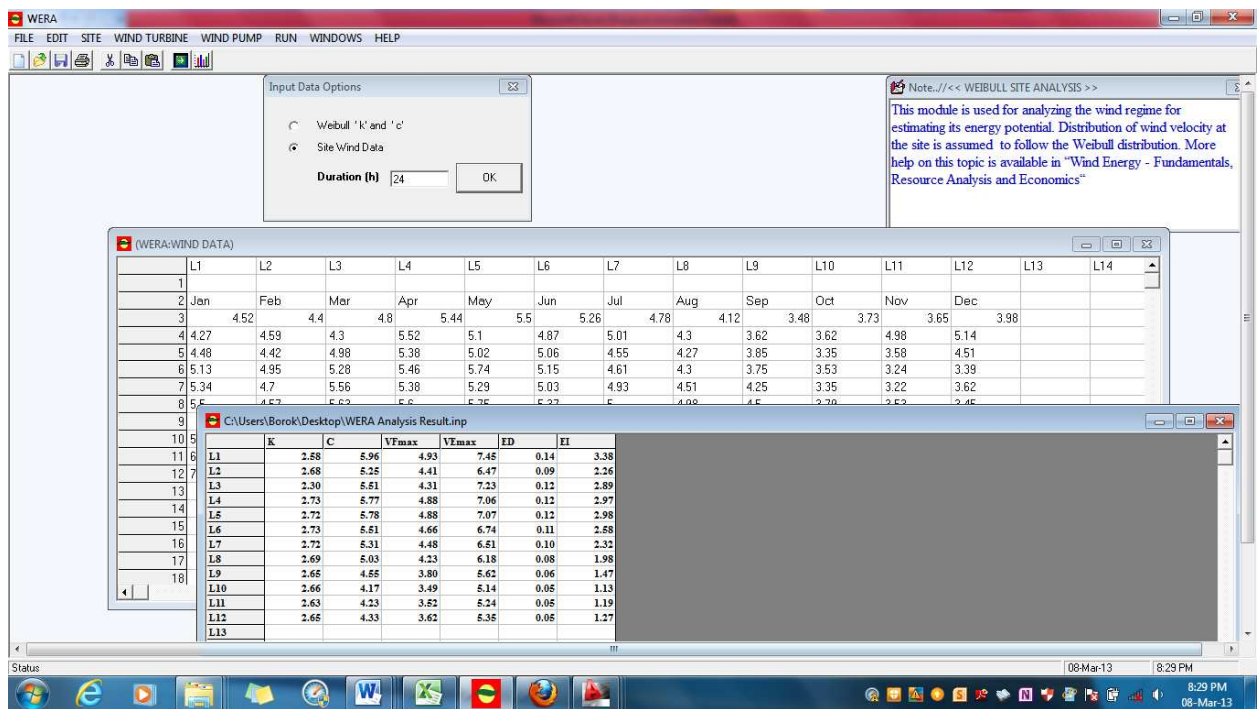 WERA
FILE EDIT SITE WIND TURBINE WIND PUMP RUN WINDOWS HELP
Input Data Options
Weibull 'k' and 'c'
Site Wind Data
Duration (h) 24 OK
Note..//<< WEIBULL SITE ANALYSIS >>
This module is used for analyzing the wind regime for
estimating its energy potential. Distribution of wind velocity at
the site is assumed to follow the Weibull distribution. More
help on this topic is available in "Wind Energy - Fundamentals,
Resource Analysis and Economics"
(WERA:WIND DATA)
L1 L2 L3 L4 L5 L6 L7 L8 L9 L10 L11 L12 L13 L14
1
2 Jan Feb Mar Apr May Jun Jul Aug Sep Oct Nov Dec
3 4.52 4.4 4.8 5.44 5.5 5.26 4.78 4.12 3.48 3.73 3.65 3.98
4 4.27 4.59 4.3 5.52 5.1 4.87 5.01 4.3 3.62 3.62 4.98 5.14
5 4.48 4.42 4.98 5.38 5.02 5.06 4.55 4.27 3.85 3.35 3.58 4.51
6 5.13 4.95 5.28 5.46 5.74 5.15 4.61 4.3 3.75 3.53 3.24 3.39
7 5.34 4.7 5.56 5.38 5.29 5.03 4.93 4.51 4.25 3.35 3.22 3.62
8
9
10 5
11 6
12 7
13
14
15
16
17
18
C:\Users\Borok\Desktop\WERA Analysis Result.inp
K C VFmax VEmax ED EI
L1 2.58 5.96 4.93 7.45 0.14 3.38
L2 2.68 5.25 4.41 6.47 0.09 2.26
L3 2.30 5.51 4.31 7.23 0.12 2.89
L4 2.73 5.77 4.88 7.06 0.12 2.97
L5 2.72 5.78 4.88 7.07 0.12 2.98
L6 2.73 5.51 4.66 6.74 0.11 2.58
L7 2.72 5.31 4.48 6.51 0.10 2.32
L8 2.69 5.03 4.23 6.18 0.08 1.98
L9 2.65 4.55 3.80 5.62 0.06 1.47
L10 2.66 4.17 3.49 5.14 0.05 1.13
L11 2.63 4.23 3.52 5.24 0.05 1.19
L12 2.65 4.33 3.62 5.35 0.05 1.27
L13
Status 08-Mar-13 8:29 PM
8:29 PM
08-Mar-13